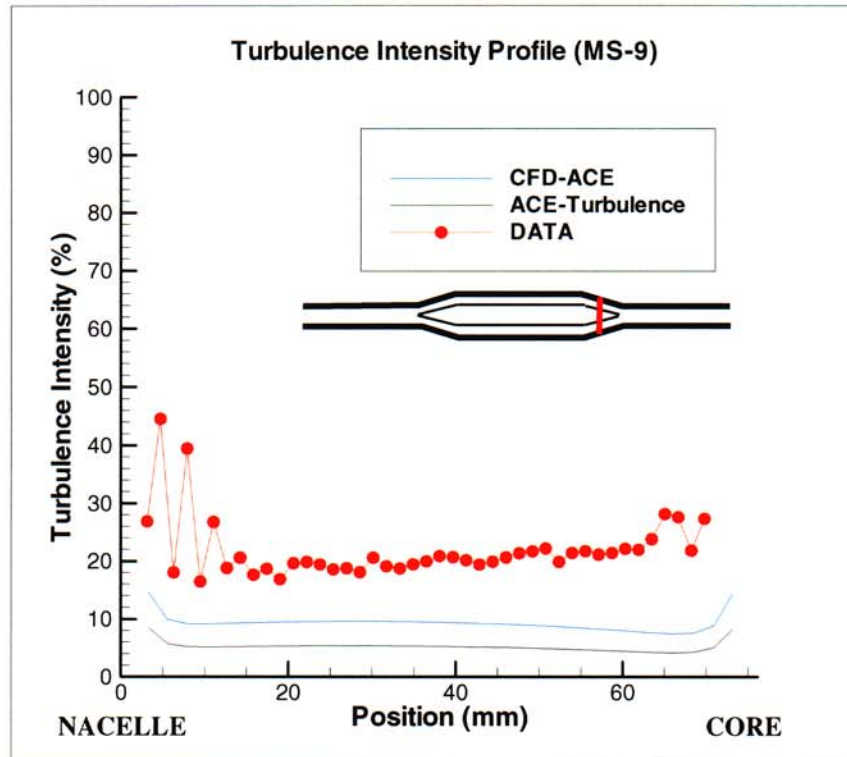 Turbulence Intensity Profile (MS-9)
100
90
80
70
60
50
40
30
20
10
0
Turbulence Intensity (%)
CFD-ACE
ACE-Turbulence
DATA
0 20 40 60
Position (mm)
NACELLE CORE